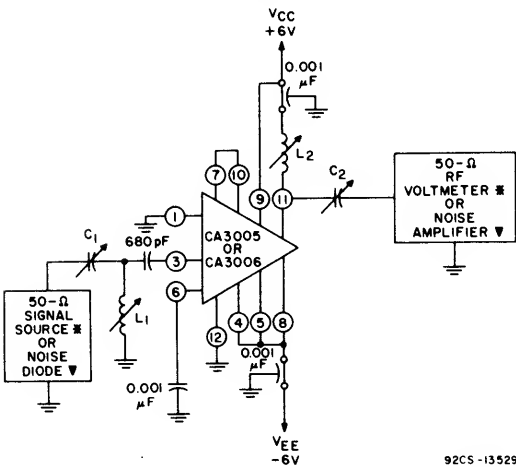 VCC
+6V
0.001
μF
L2
C2
7
10
9
11
50-Ω
RF
VOLTMETER ⁕
OR
NOISE
AMPLIFIER ▼
1
C1
680 pF
3
CA3005
OR
CA3006
6
50-Ω
SIGNAL
SOURCE ⁕
OR
NOISE
DIODE ▼
L1
12
4
5
8
0.001
μF
0.001
μF
VEE
-6V
92CS-13529